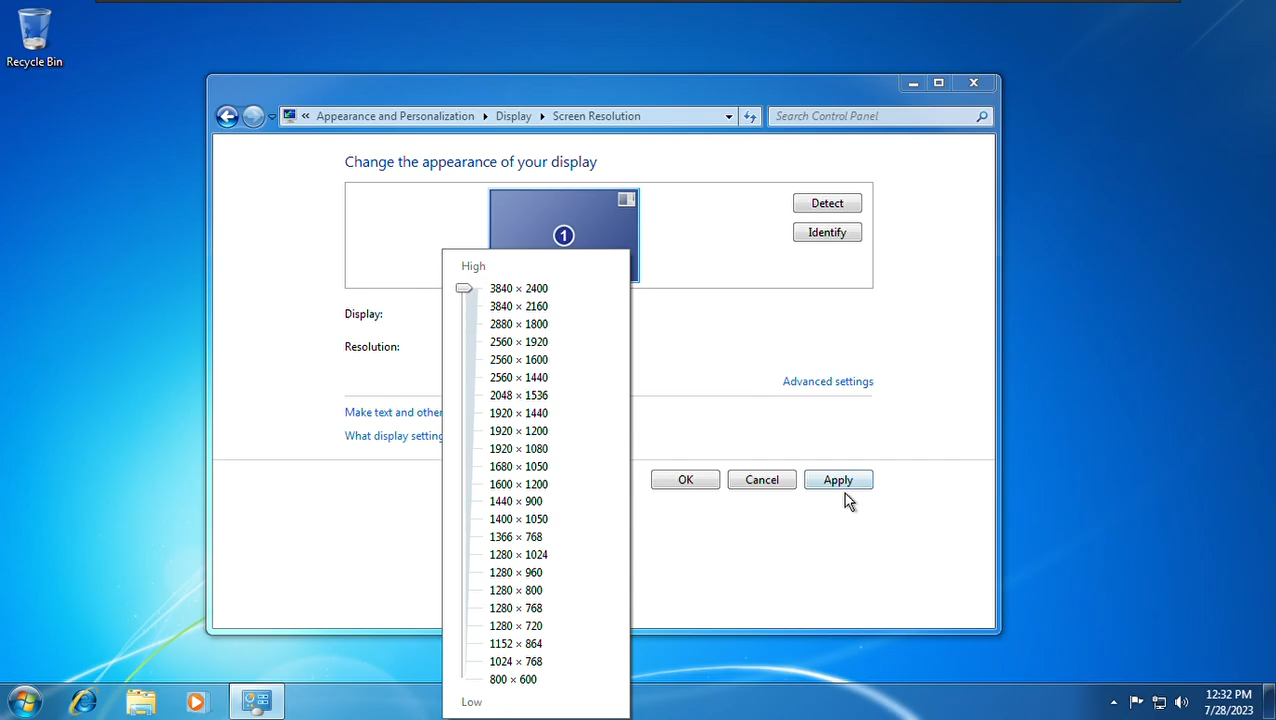 Recycle Bin
« Appearance and Personalization Display Screen Resolution
Search Control Panel
Change the appearance of your display
1
Detect
Identify
High
3840 × 2400
3840 × 2160
2880 × 1800
2560 × 1920
2560 × 1600
2560 × 1440
2048 × 1536
1920 × 1440
1920 × 1200
1920 × 1080
1680 × 1050
1600 × 1200
1440 × 900
1400 × 1050
1366 × 768
1280 × 1024
1280 × 960
1280 × 800
1280 × 768
1280 × 720
1152 × 864
1024 × 768
800 × 600
Low
Display:
Resolution:
Advanced settings
Make text and other
What display setting
OK Cancel Apply
12:32 PM
7/28/2023